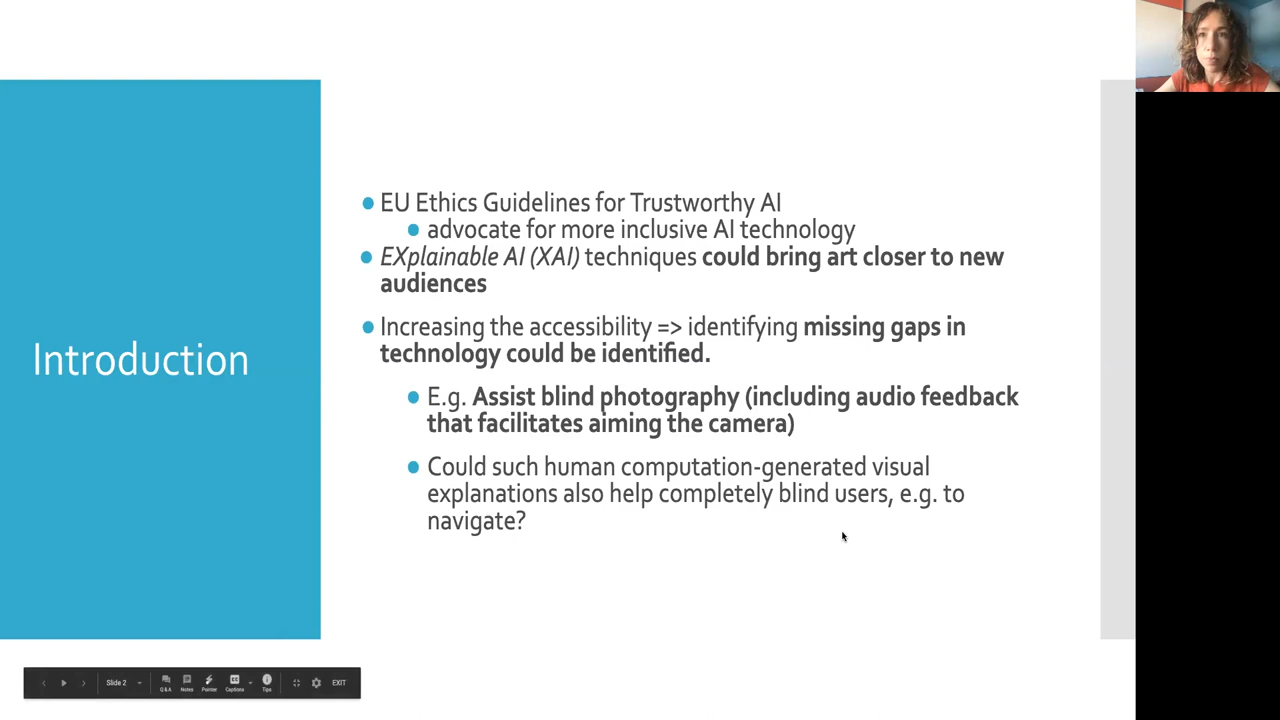 Introduction
EU Ethics Guidelines for Trustworthy AI
advocate for more inclusive AI technology
EXplainable AI (XAI) techniques could bring art closer to new
audiences
Increasing the accessibility => identifying missing gaps in
technology could be identified.
E.g. Assist blind photography (including audio feedback
that facilitates aiming the camera)
Could such human computation-generated visual
explanations also help completely blind users, e.g. to
navigate?
Slide 2
Q&A
Notes
Pointer
Captions
Tips
EXIT